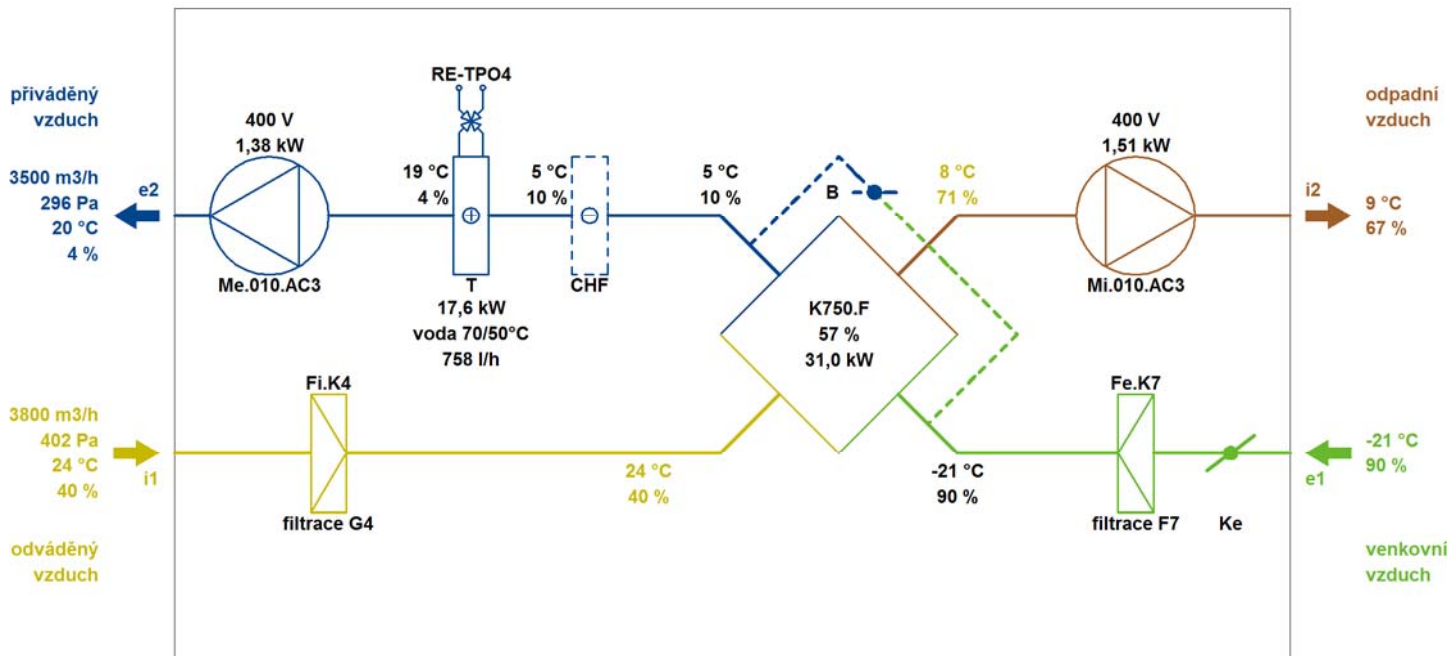 RE-TPO4
přiváděný
vzduch
3500 m3/h
296 Pa
20 °C
4 %
e2
400 V
1,38 kW
Me.010.AC3
19 °C
4 %
T
17,6 kW
voda 70/50°C
758 l/h
5 °C
10 %
CHF
5 °C
10 %
B
8 °C
71 %
400 V
1,51 kW
Mi.010.AC3
odpadní
vzduch
i2
9 °C
67 %
K750.F
57 %
31,0 kW
3800 m3/h
402 Pa
24 °C
40 %
i1
odváděný
vzduch
Fi.K4
filtrace G4
24 °C
40 %
-21 °C
90 %
Fe.K7
filtrace F7
Ke
-21 °C
90 %
e1
venkovní
vzduch